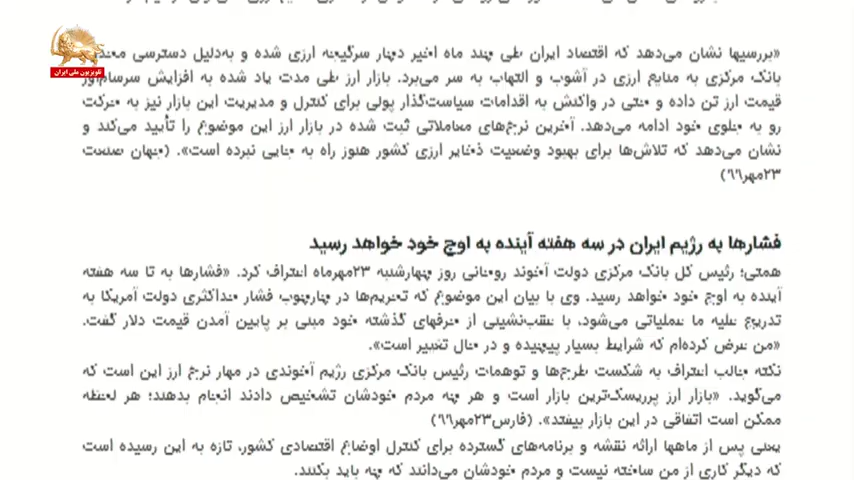 تلویزیون ملی ایران
«بررسیها نشان می‌دهد که اقتصاد ایران طی چند ماه اخیر دچار سرگیجه ارزی شده و به‌دلیل دسترسی
بانک مرکزی به منابع ارزی در آشوب و التهاب به سر می‌برد. بازار ارز طی مدت یاد شده به افزایش سرسام‌آور
قیمت ارز تن داده و حتی در واکنش به اقدامات سیاست‌گذار پولی برای کنترل و مدیریت این بازار نیز به حرکت
رو به جلوی خود ادامه می‌دهد. آخرین نرخ‌های معاملاتی ثبت شده در بازار ارز این موضوع را تأیید می‌کند و
نشان می‌دهد که تلاش‌ها برای بهبود وضعیت ذخایر ارزی کشور هنوز راه به جایی نبرده است». (جهان صنعت
۲۳مهر۹۹)
فشارها به رژیم ایران در سه هفته آینده به اوج خود خواهد رسید
همتی؛ رئیس کل بانک مرکزی دولت آخوند روحانی روز چهارشنبه ۲۳مهرماه اعتراف کرد. «فشارها به تا سه هفته
آینده به اوج خود خواهد رسید. وی با بیان این موضوع که تحریم‌ها در چارچوب فشار حداکثری دولت آمریکا به
تدریج علیه ما عملیاتی می‌شود، با عقب‌نشینی از حرفهای گذشته خود مبنی بر پایین آمدن قیمت دلار گفت.
«من عرض کرده‌ام که شرایط بسیار پیچیده و در حال تغییر است».
نکته جالب اعتراف به شکست طرح‌ها و توهمات رئیس بانک مرکزی رژیم آخوندی در مهار نرخ ارز این است که
می‌گوید. «بازار ارز پرریسک‌ترین بازار است و هر چه مردم خودشان تشخیص دادند انجام بدهند؛ هر لحظه
ممکن است اتفاقی در این بازار بیفتد». (فارس۲۳مهر۹۹)
یعنی پس از ماهها ارائه نقشه و برنامه‌های گسترده برای کنترل اوضاع اقتصادی کشور، تازه به این رسیده است
که دیگر کاری از من ساخته نیست و مردم خودشان می‌دانند که چه باید بکنند.